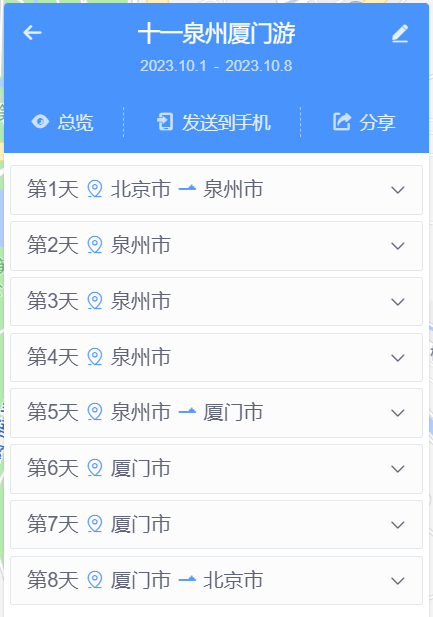 十一泉州厦门游
2023.10.1 - 2023.10.8
总览 发送到手机 分享
第1天 北京市 泉州市
第2天 泉州市
第3天 泉州市
第4天 泉州市
第5天 泉州市 厦门市
第6天 厦门市
第7天 厦门市
第8天 厦门市 北京市